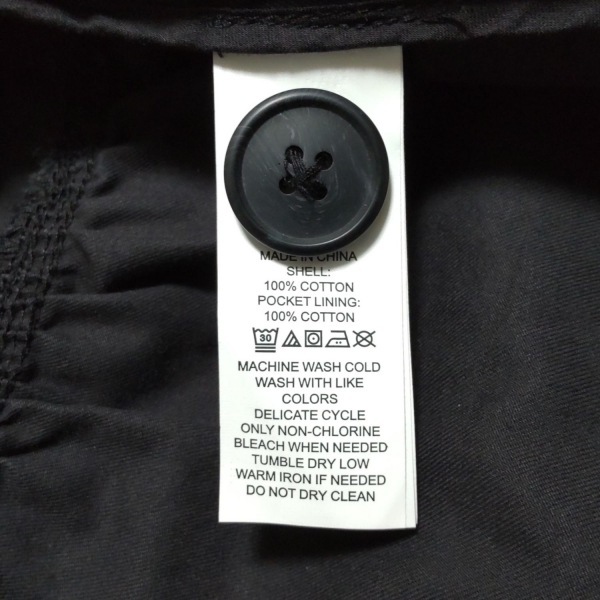 MADE IN CHINA
SHELL:
100% COTTON
POCKET LINING:
100% COTTON
30
MACHINE WASH COLD
WASH WITH LIKE
COLORS
DELICATE CYCLE
ONLY NON-CHLORINE
BLEACH WHEN NEEDED
TUMBLE DRY LOW
WARM IRON IF NEEDED
DO NOT DRY CLEAN